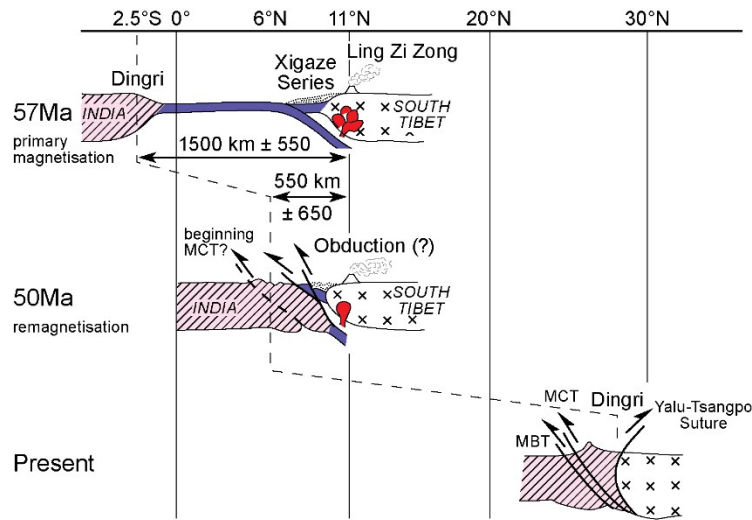 2.5°S 0° 6°N 11°N 20°N 30°N
Ling Zi Zong
Xigaze
Series
Dingri
57Ma
primary
magnetisation
INDIA
SOUTH
TIBET
1500 km ± 550
550 km
± 650
beginning
MCT?
Obduction (?)
50Ma
remagnetisation
INDIA
SOUTH
TIBET
MCT
Dingri
Yalu-Tsangpo
Suture
MBT
Present